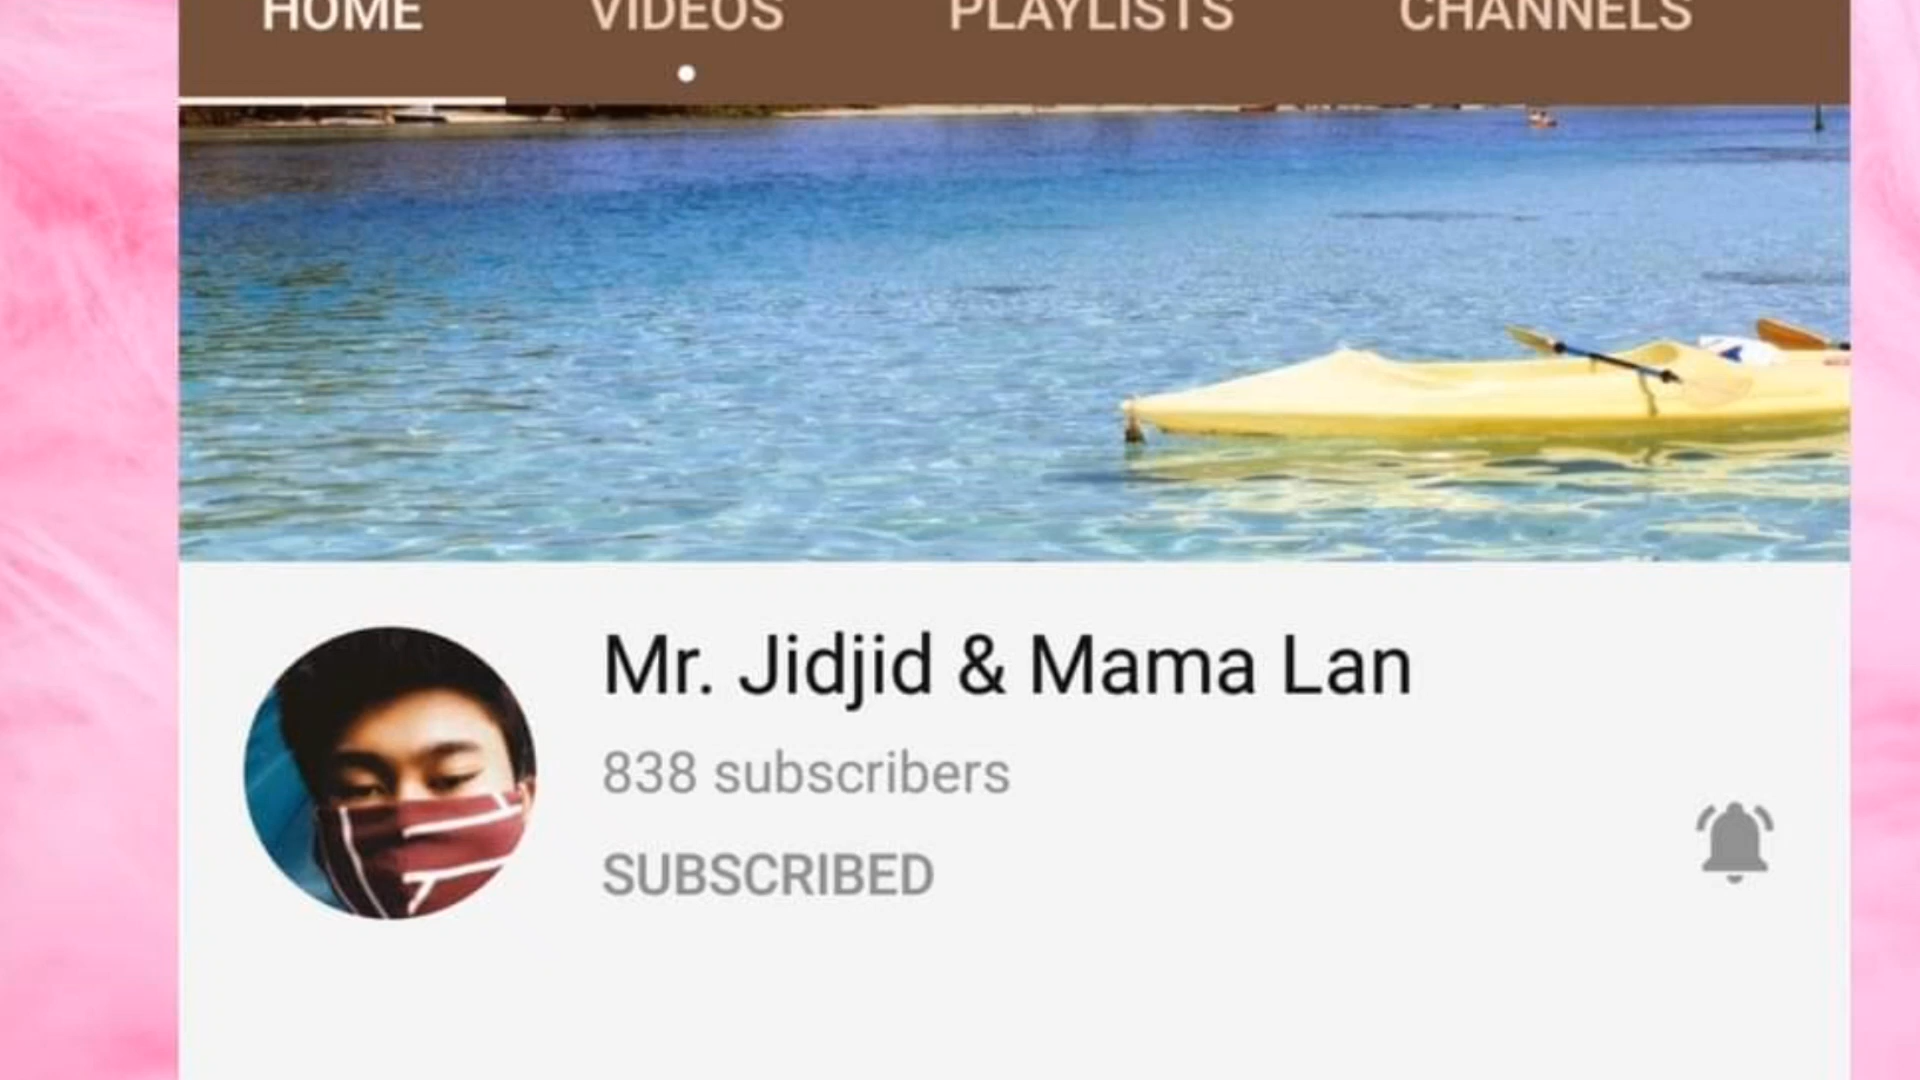 HOME VIDEOS PLAYLISTS CHANNELS
Mr. Jidjid & Mama Lan
838 subscribers
SUBSCRIBED